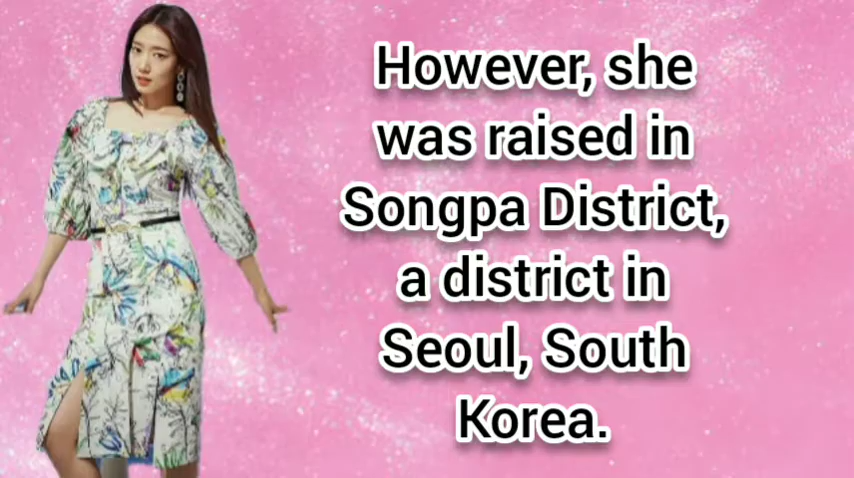 However, she
was raised in
Songpa District,
a district in
Seoul, South
Korea.